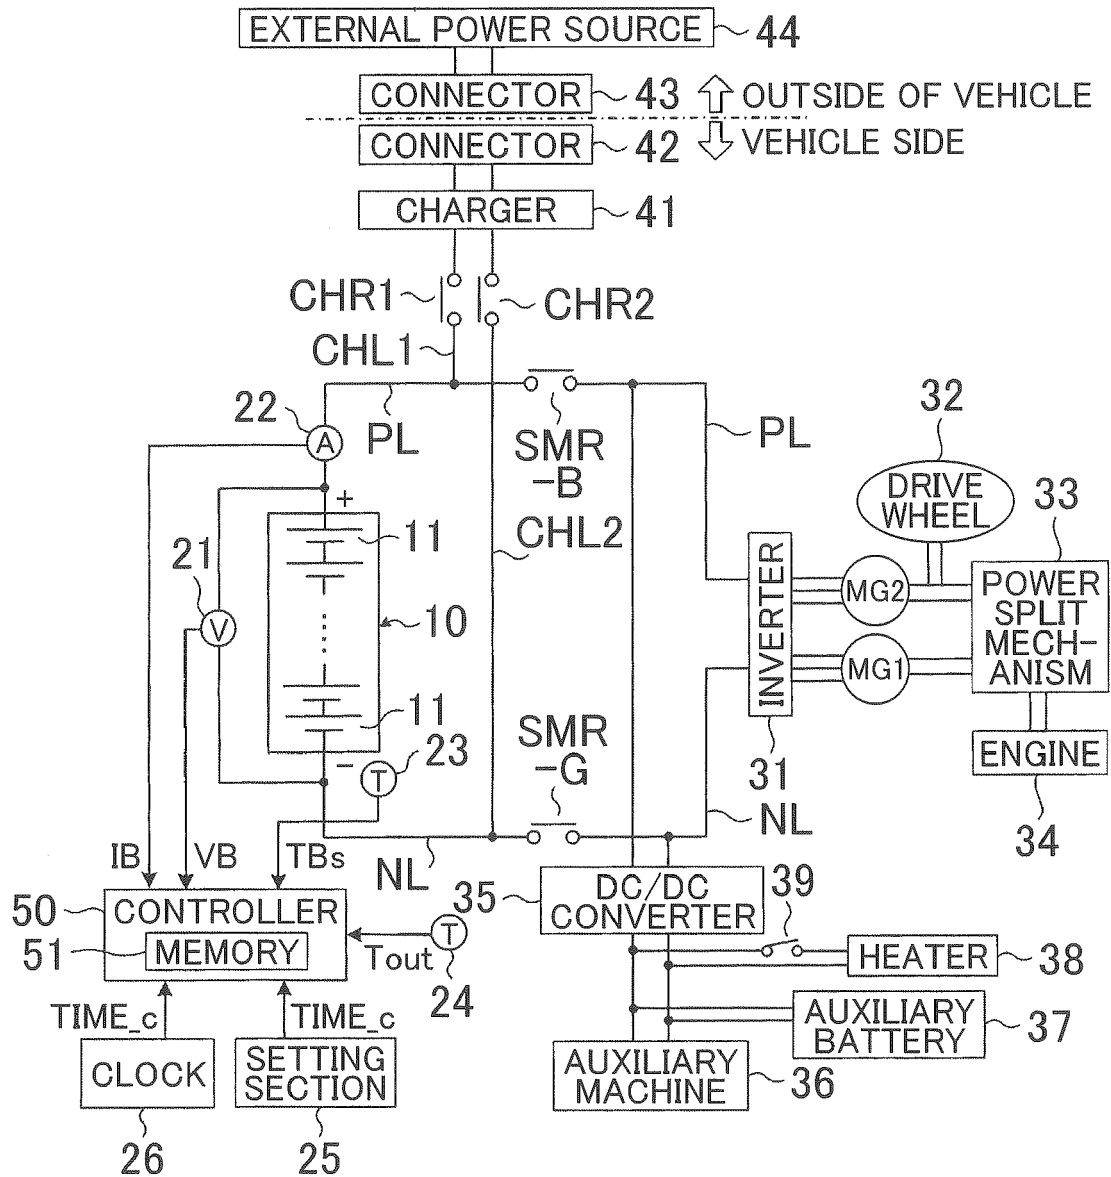 EXTERNAL POWER SOURCE
44
CONNECTOR
43
OUTSIDE OF VEHICLE
CONNECTOR
42
VEHICLE SIDE
CHARGER
41
CHR1
CHR2
CHL1
22
A
PL
SMR
-B
PL
32
DRIVE
WHEEL
33
+
11
CHL2
21
V
10
INVERTER
MG2
POWER
SPLIT
MECH-
ANISM
MG1
11
SMR
-G
23
T
-
31
ENGINE
NL
34
IB
VB
TBs
NL
35
DC/DC
CONVERTER
39
50
CONTROLLER
51
MEMORY
T
Tout
24
HEATER
38
TIME_c
TIME_c
AUXILIARY
BATTERY
37
CLOCK
SETTING
SECTION
AUXILIARY
MACHINE
36
26
25